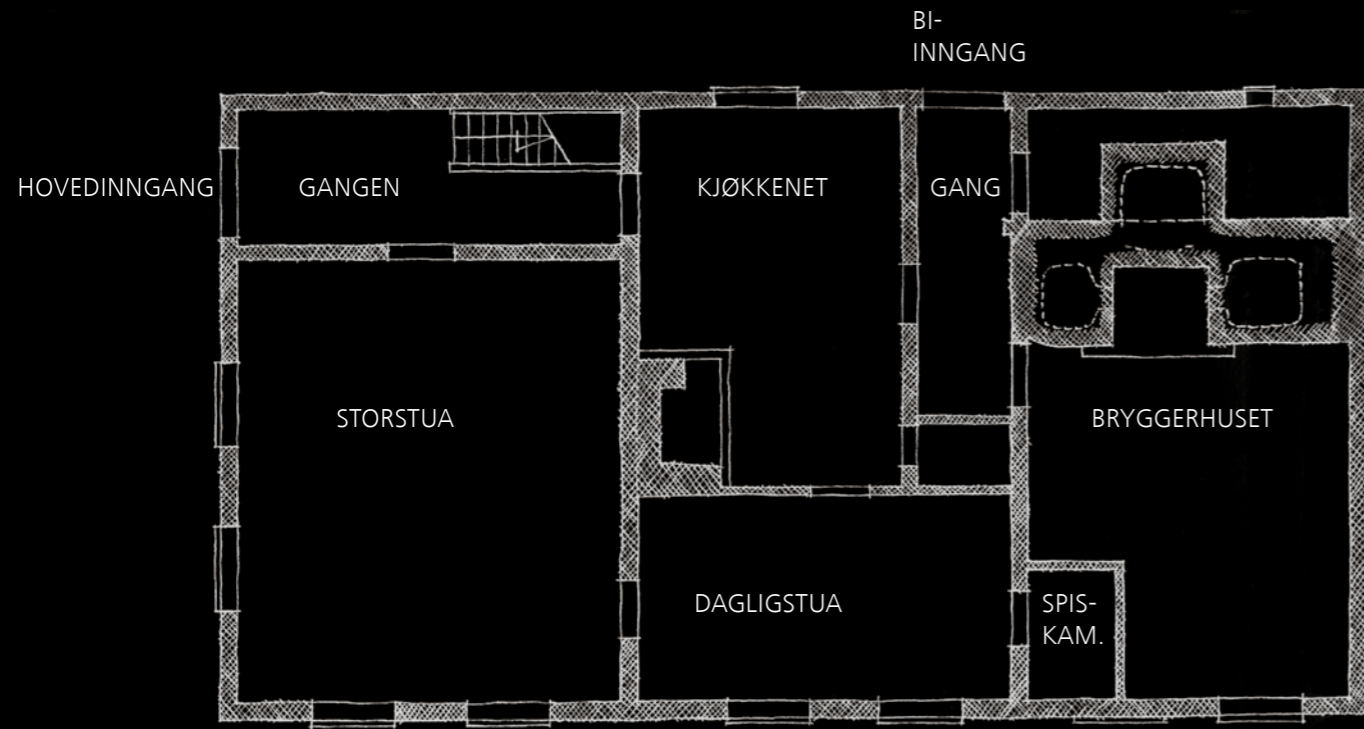 BI-
INNGANG
HOVEDINNGANG
GANGEN
KJØKKENET
GANG
STORSTUA
BRYGGERHUSET
DAGLIGSTUA
SPIS-
KAM.